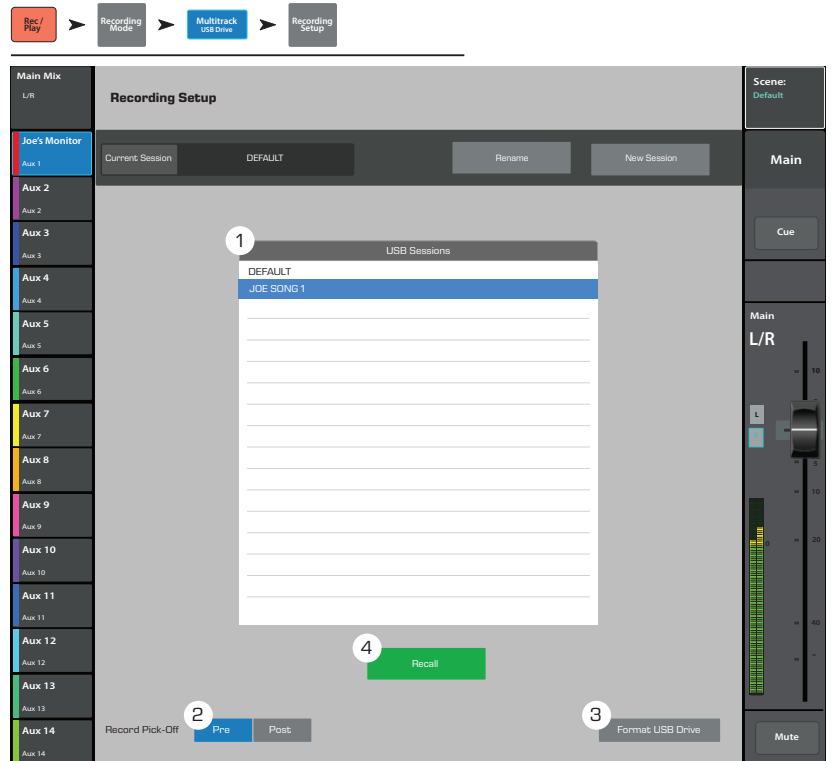 Rec /
Play
Recording
Mode
Multitrack
USB Drive
Recording
Setup
Main Mix
L/R
Recording Setup
Scene:
Default
Joe's Monitor
Aux 1
Current Session
DEFAULT
Rename
New Session
Main
Aux 2
Aux 2
Aux 3
Aux 3
Cue
1
USB Sessions
DEFAULT
JOE SONG 1
Aux 4
Aux 4
Aux 5
Aux 5
Main
L/R
Aux 6
Aux 6
10
Aux 7
Aux 7
L
Aux 8
Aux 8
5
Aux 9
Aux 9
10
Aux 10
Aux 10
0
20
Aux 11
Aux 11
40
Aux 12
Aux 12
4
Recall
Aux 13
Aux 13
Aux 14
Aux 14
Record Pick-Off
2
Pre
Post
3
Format USB Drive
Mute